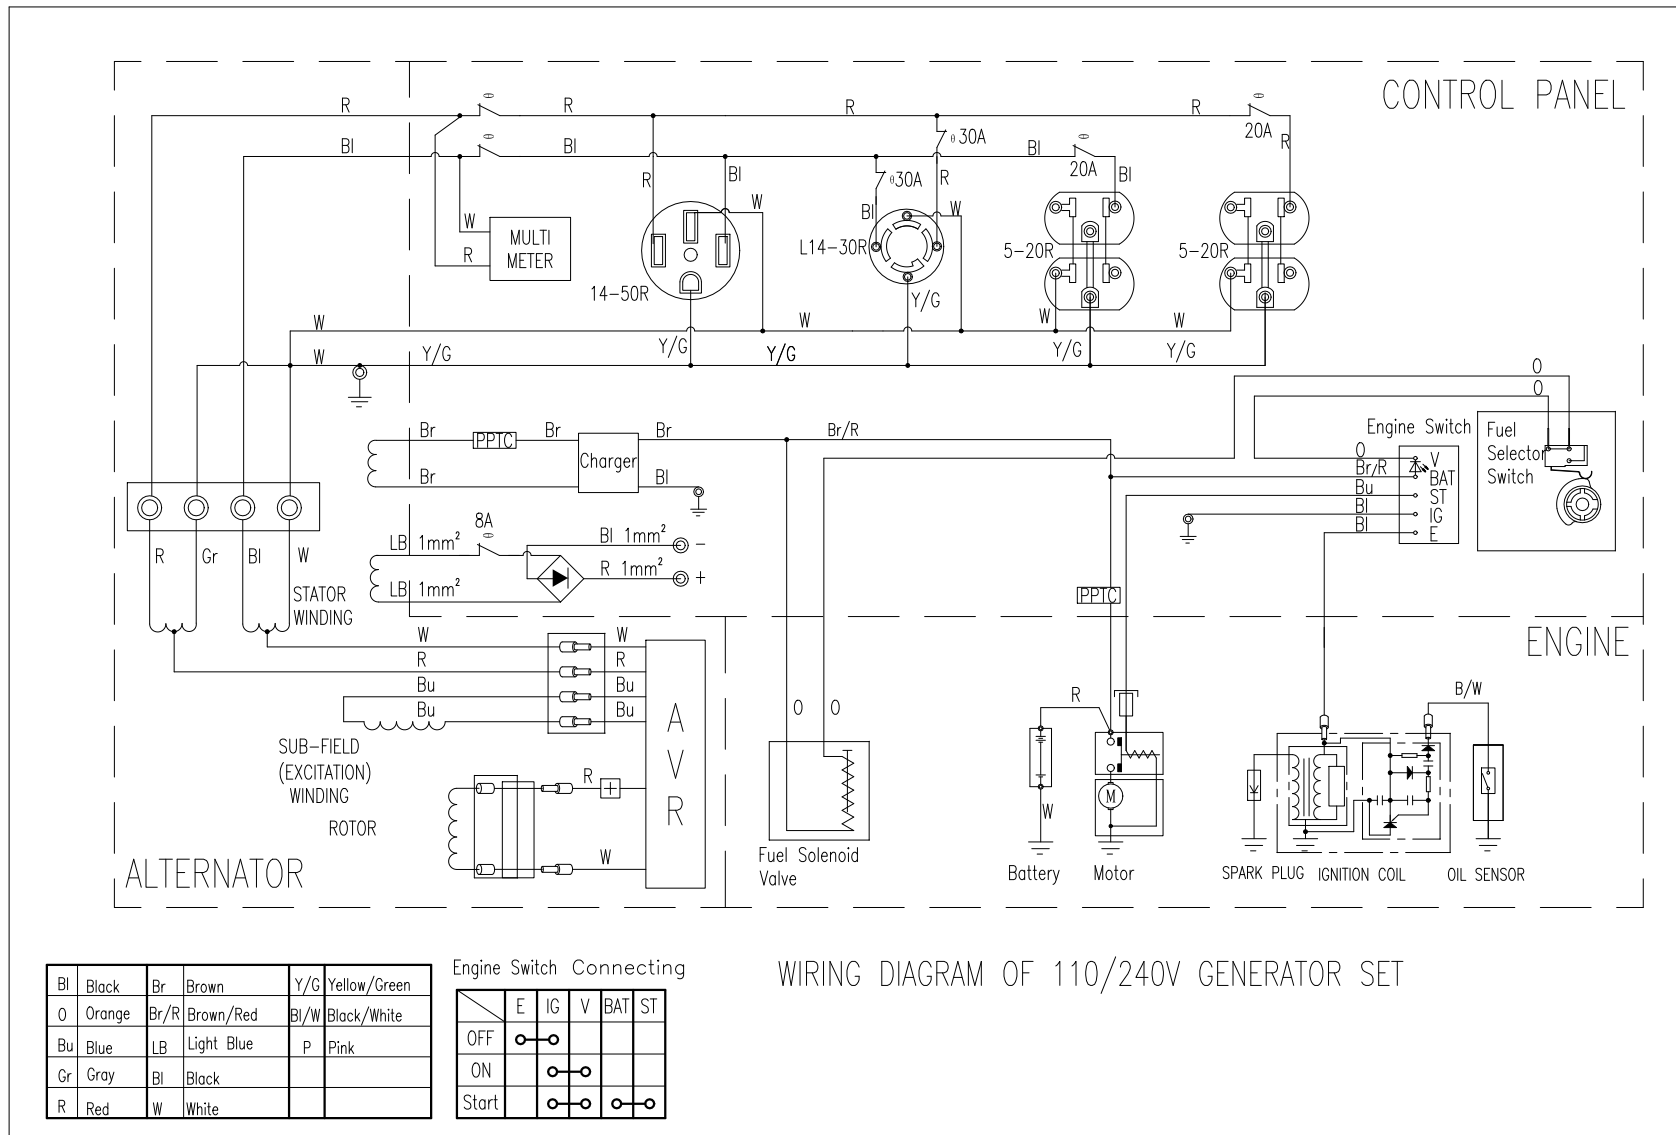 CONTROL PANEL
R R R R
θ θ
θ 30A 20A
R
Bl Bl Bl
θ θ
20A
R Bl θ30A R Bl
W W Bl W
W
R
MULTI
METER
14-50R
L14-30R
Y/G
5-20R
5-20R
W W W W
W Y/G Y/G Y/G Y/G Y/G
O
O
Br PPTC Br Charger Br Br/R
Br Bl
Engine Switch
O V
Br/R BAT
Bu ST
Bl IG
Bl E
Fuel
Selector
Switch
8A
θ
LB 1mm² Bl 1mm² -
R 1mm² +
LB 1mm²
R Gr Bl W
STATOR
WINDING
PPTC
ENGINE
W W
R R
Bu Bu
Bu Bu
A
V
R
SUB-FIELD
(EXCITATION)
WINDING
R +
ROTOR
W
ALTERNATOR
O O
Fuel Solenoid
Valve
R
W
Battery
M
Motor
B/W
SPARK PLUG
IGNITION COIL
OIL SENSOR
WIRING DIAGRAM OF 110/240V GENERATOR SET
Bl Black Br Brown Y/G Yellow/Green
O Orange Br/R Brown/Red Bl/W Black/White
Bu Blue LB Light Blue P Pink
Gr Gray Bl Black
R Red W White
Engine Switch Connecting
E IG V BAT ST
OFF
ON
Start